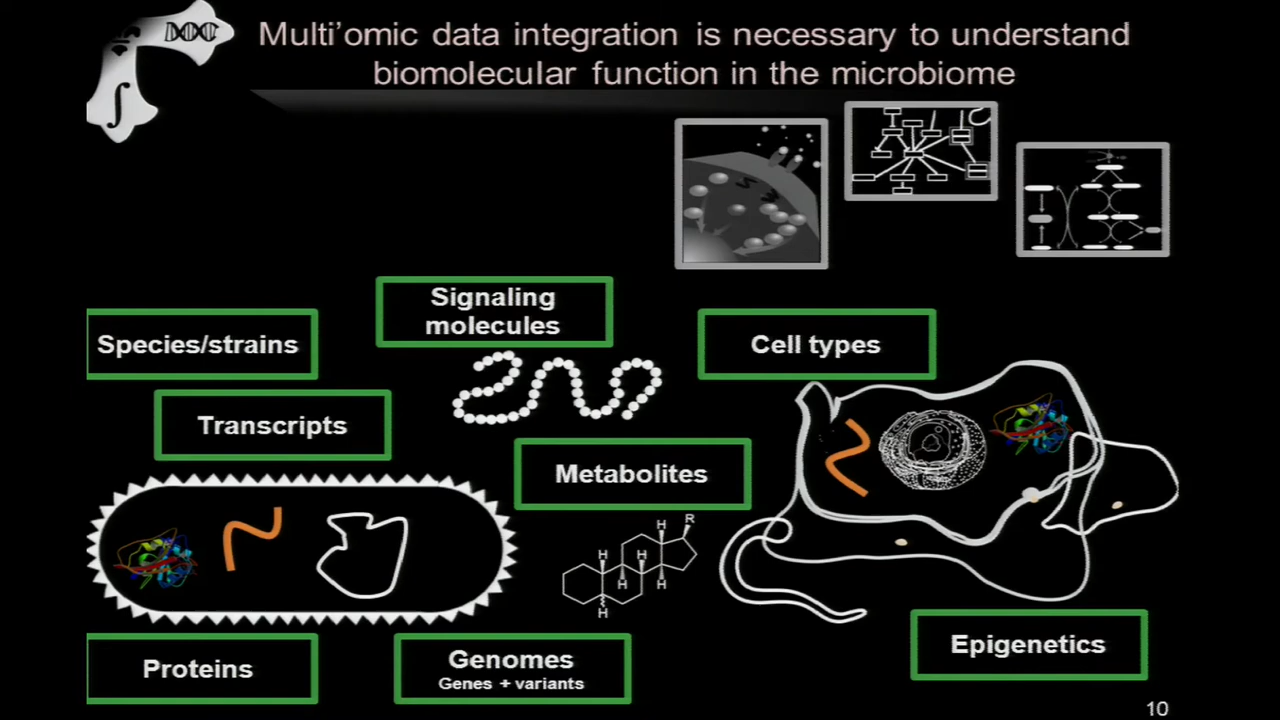 Multi'omic data integration is necessary to understand
biomolecular function in the microbiome
Signaling
molecules
Species/strains
Cell types
Transcripts
Metabolites
R
H
H
H
H
H
H
Proteins
Genomes
Genes + variants
Epigenetics
10